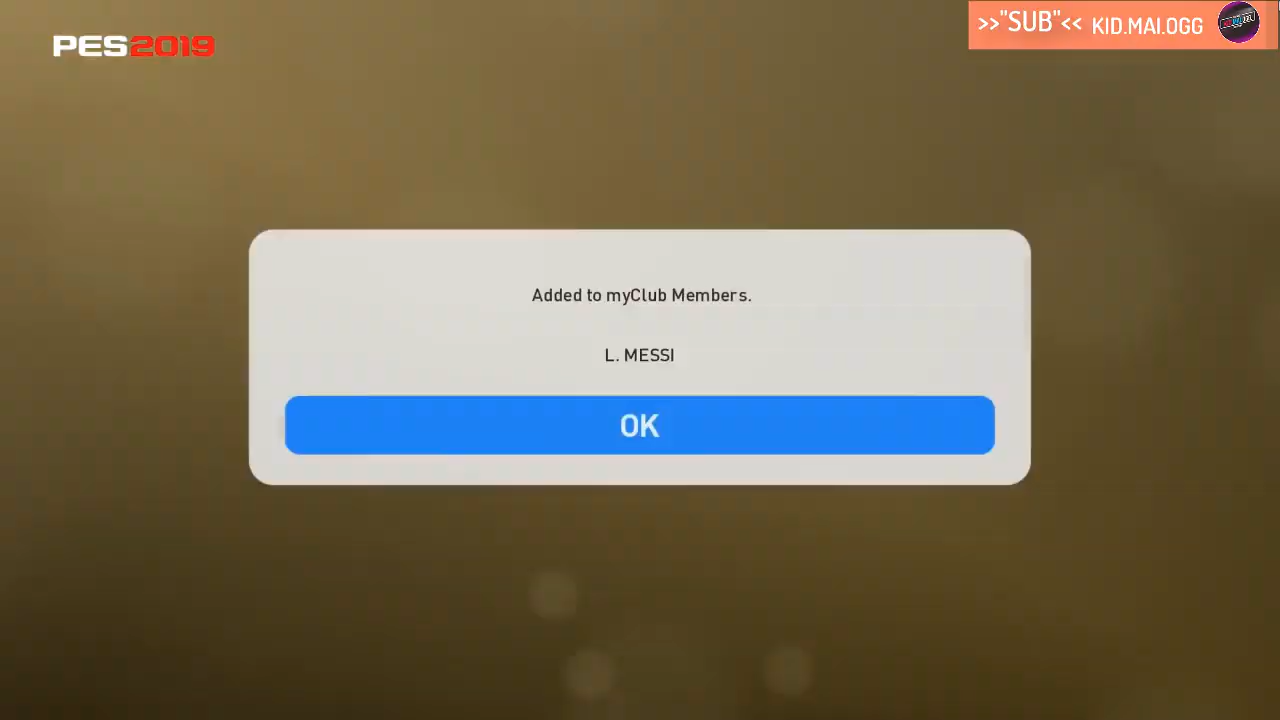 PES2019
>>"SUB"<< KID.MAI.OGG
Added to myClub Members.
L. MESSI
OK